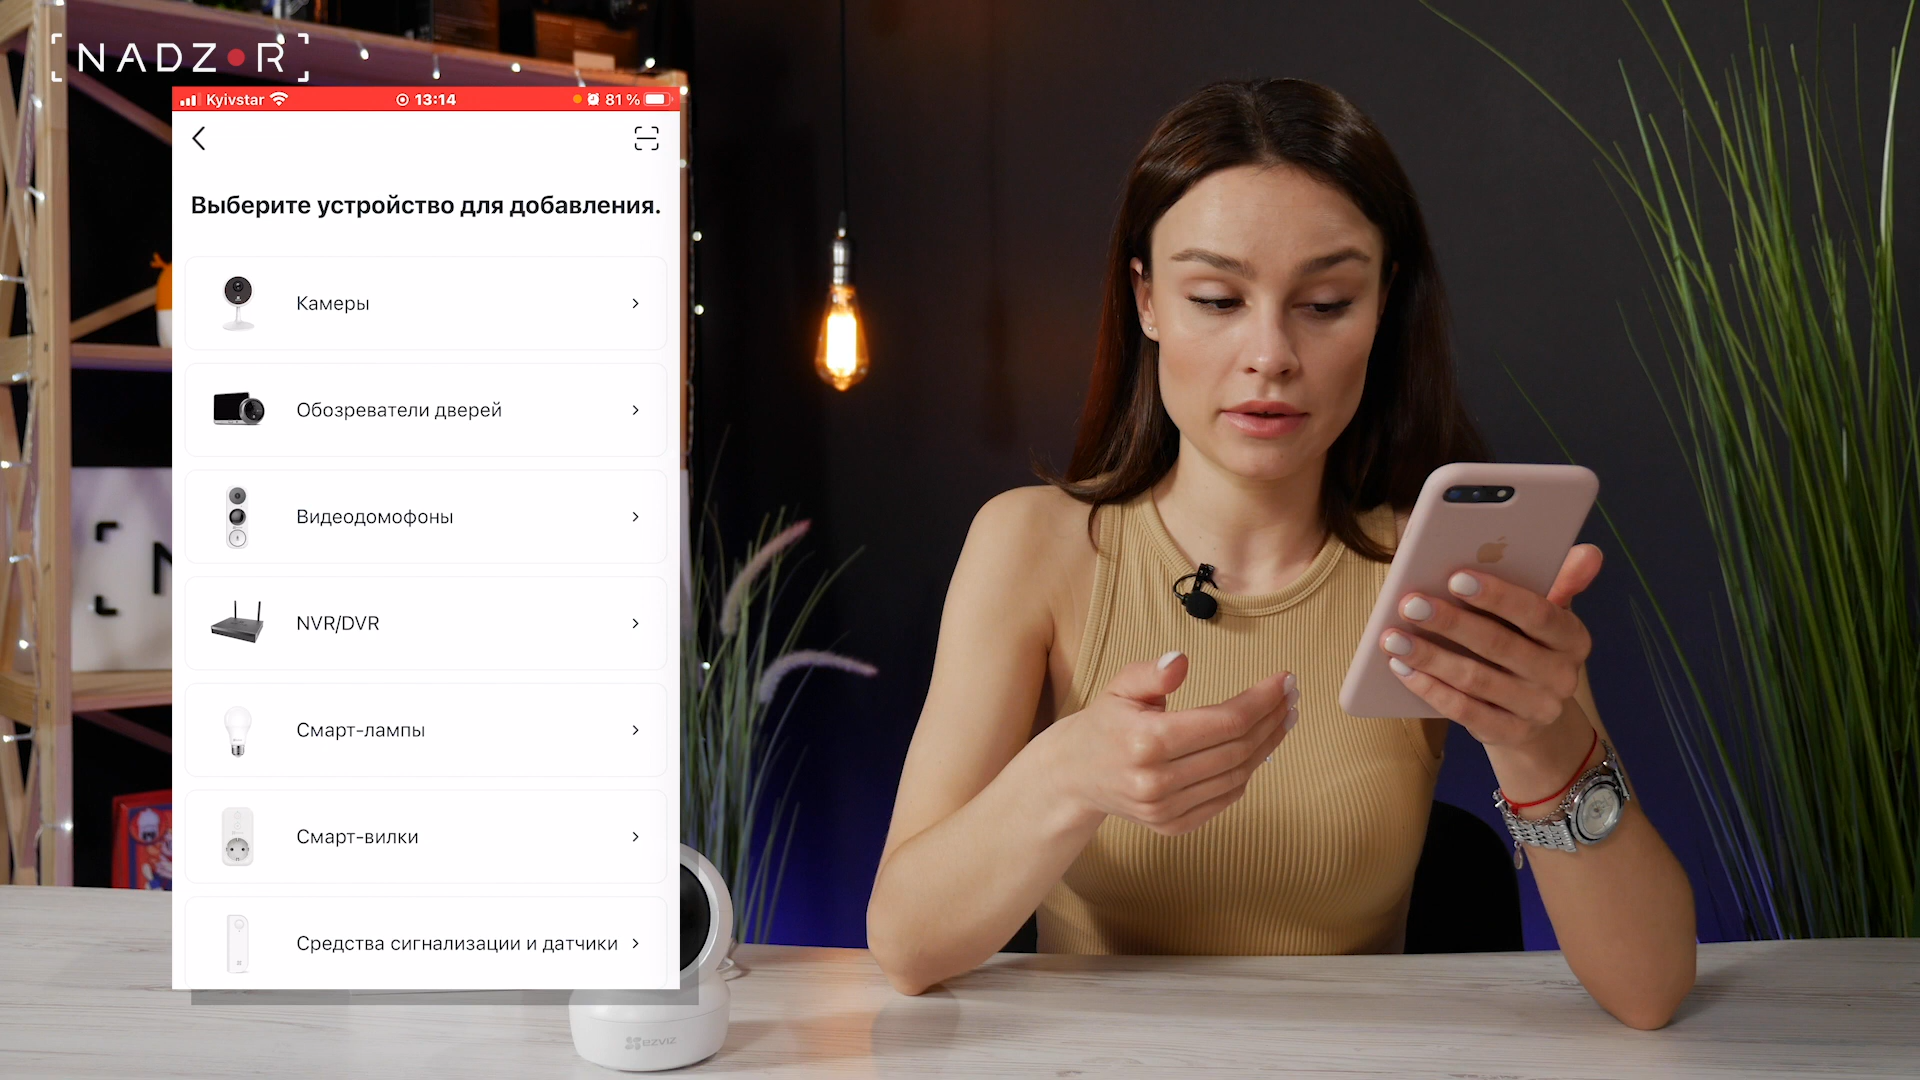 NADZOR
Kyivstar 13:14 81 %
Выберите устройство для добавления.
Камеры
Обозреватели дверей
Видеодомофоны
NVR/DVR
Смарт-лампы
Смарт-вилки
Средства сигнализации и датчики
ezviz